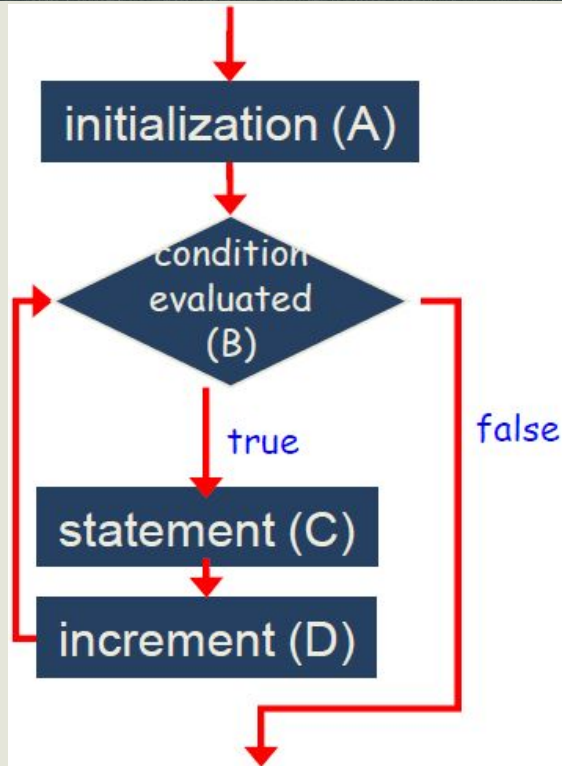 initialization (A)
condition
evaluated
(B)
true
false
statement (C)
increment (D)